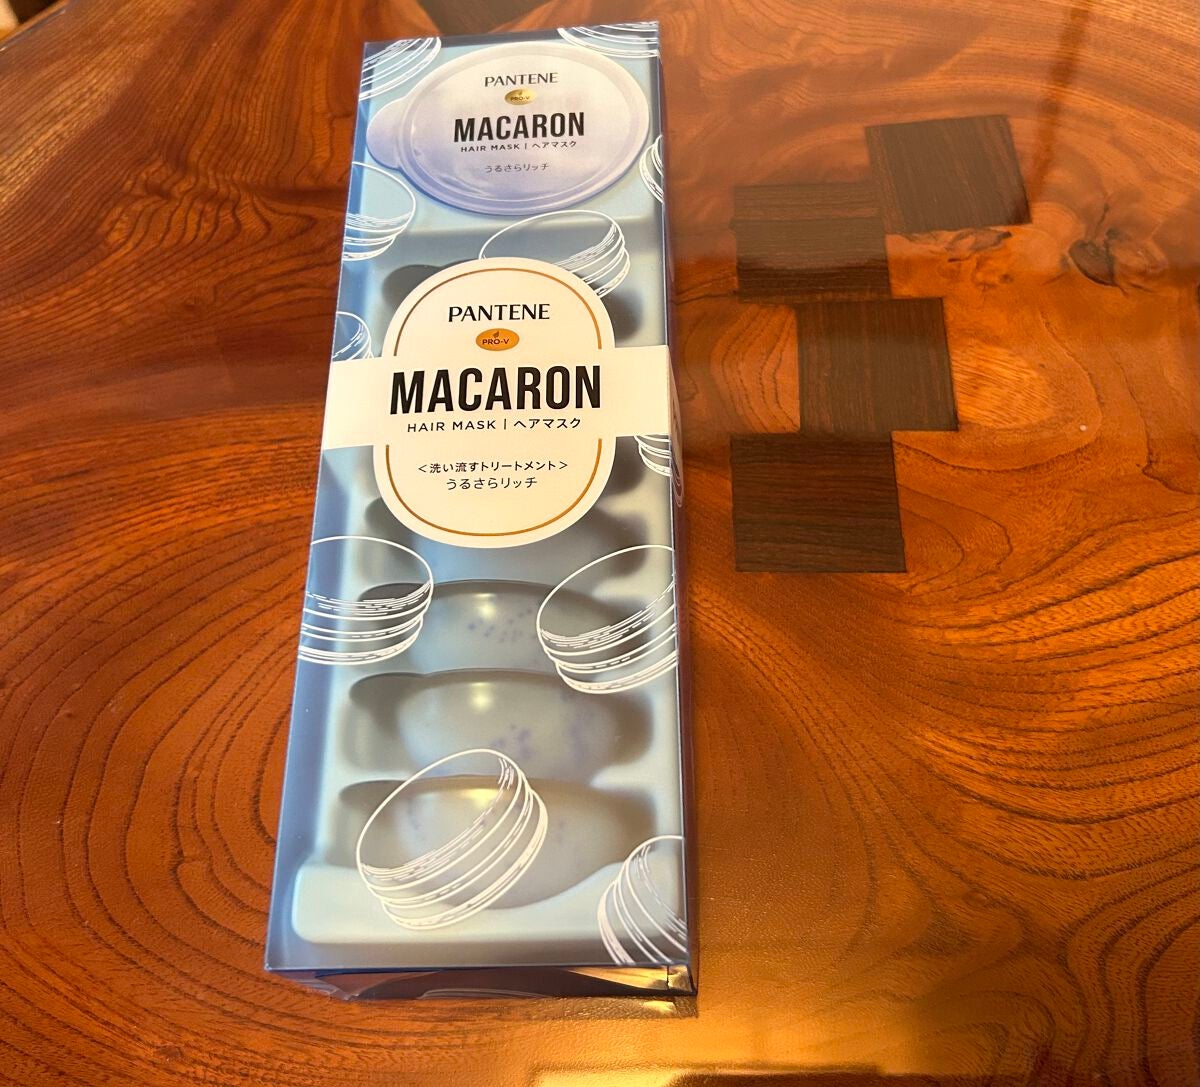 PANTENE
PRO-V
MACARON
HAIR MASK | ヘアマスク
うるさらリッチ
PANTENE
PRO-V
MACARON
HAIR MASK | ヘアマスク
<洗い流すトリートメント>
うるさらリッチ